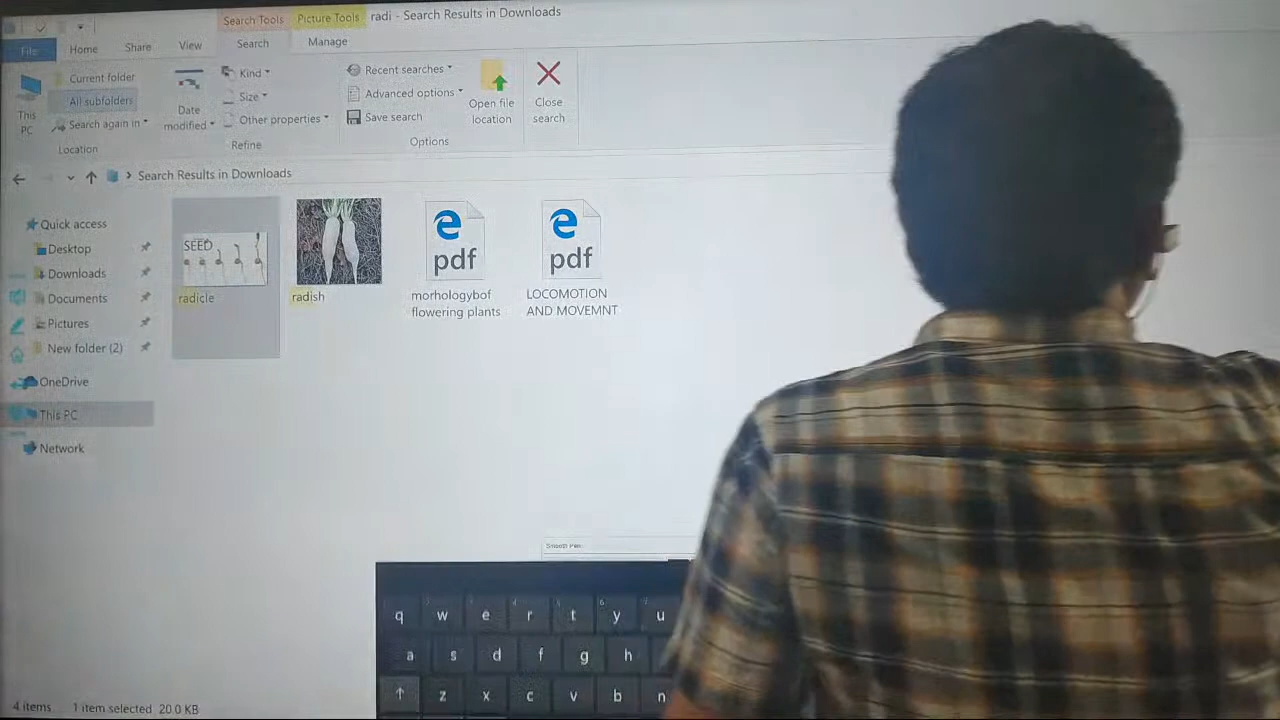 Search Tools
Picture Tools
radi - Search Results in Downloads
File
Home
Share
View
Search
Manage
This PC
Current folder
All subfolders
Search again in
Location
Date modified
Kind
Size
Other properties
Refine
Recent searches
Advanced options
Save search
Options
Open file location
Close search
Search Results in Downloads
Quick access
Desktop
Downloads
Documents
Pictures
New folder (2)
OneDrive
This PC
Network
SEED
radicle
radish
pdf
morhologybof
flowering plants
pdf
LOCOMOTION
AND MOVEMNT
Smooth Pen
q w e r t y u
a s d f g h
z x c v b n
4 items 1 item selected 20.0 KB